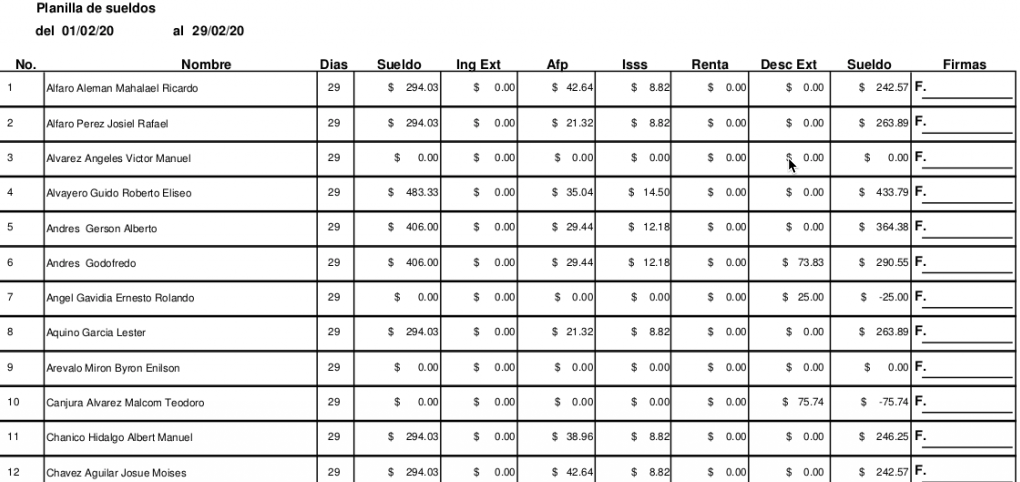 Planilla de sueldos
del 01/02/20 al 29/02/20
No. Nombre Dias Sueldo Ing Ext Afp Isss Renta Desc Ext Sueldo Firmas
1 Alfaro Aleman Mahalael Ricardo 29 $ 294.03 $ 0.00 $ 42.64 $ 8.82 $ 0.00 $ 0.00 $ 242.57 F.
2 Alfaro Perez Josiel Rafael 29 $ 294.03 $ 0.00 $ 21.32 $ 8.82 $ 0.00 $ 0.00 $ 263.89 F.
3 Alvarez Angeles Victor Manuel 29 $ 0.00 $ 0.00 $ 0.00 $ 0.00 $ 0.00 $ 0.00 $ 0.00 F.
4 Alvayero Guido Roberto Eliseo 29 $ 483.33 $ 0.00 $ 35.04 $ 14.50 $ 0.00 $ 0.00 $ 433.79 F.
5 Andres Gerson Alberto 29 $ 406.00 $ 0.00 $ 29.44 $ 12.18 $ 0.00 $ 0.00 $ 364.38 F.
6 Andres Godofredo 29 $ 406.00 $ 0.00 $ 29.44 $ 12.18 $ 0.00 $ 73.83 $ 290.55 F.
7 Angel Gavidia Ernesto Rolando 29 $ 0.00 $ 0.00 $ 0.00 $ 0.00 $ 0.00 $ 25.00 $ -25.00 F.
8 Aquino Garcia Lester 29 $ 294.03 $ 0.00 $ 21.32 $ 8.82 $ 0.00 $ 0.00 $ 263.89 F.
9 Arevalo Miron Byron Enilson 29 $ 0.00 $ 0.00 $ 0.00 $ 0.00 $ 0.00 $ 0.00 $ 0.00 F.
10 Canjura Alvarez Malcom Teodoro 29 $ 0.00 $ 0.00 $ 0.00 $ 0.00 $ 0.00 $ 75.74 $ -75.74 F.
11 Chanico Hidalgo Albert Manuel 29 $ 294.03 $ 0.00 $ 38.96 $ 8.82 $ 0.00 $ 0.00 $ 246.25 F.
12 Chavez Aguilar Josue Moises 29 $ 294.03 $ 0.00 $ 42.64 $ 8.82 $ 0.00 $ 0.00 $ 242.57 F.